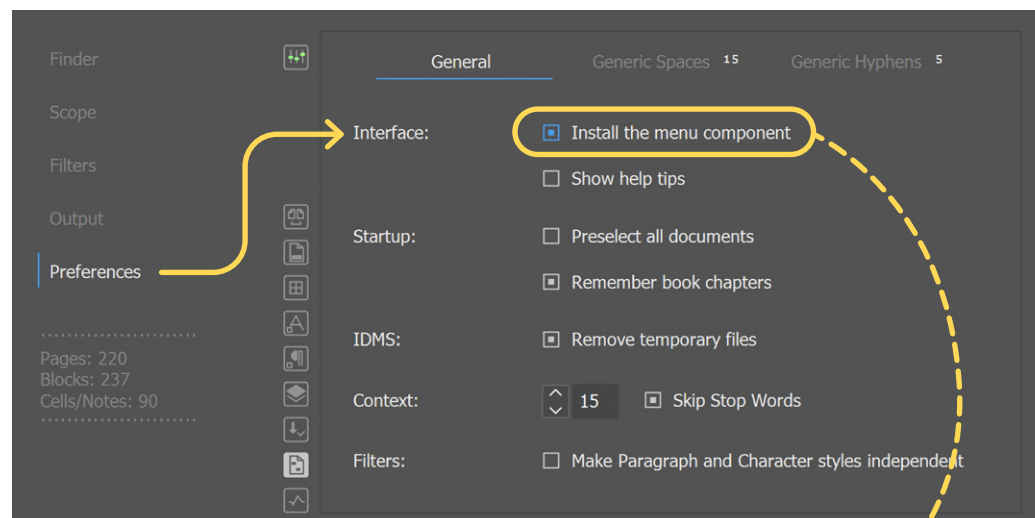 Finder
Scope
Filters
Output
Preferences
Pages: 220
Blocks: 237
Cells/Notes: 90
General Generic Spaces 15 Generic Hyphens 5
Interface: Install the menu component
Show help tips
Startup: Preselect all documents
Remember book chapters
IDMS: Remove temporary files
Context: 15 Skip Stop Words
Filters: Make Paragraph and Character styles independent